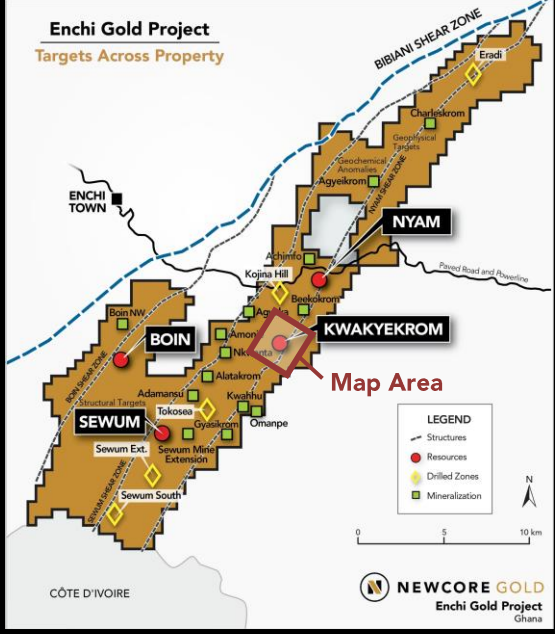 Enchi Gold Project
Targets Across Property
BIBIANI SHEAR ZONE
Eradi
Charleskrom
Geophysical
Targets
Geochemical
Anomalies
Agyeikrom
NYAM SHEAR ZONE
ENCHI
TOWN
NYAM
Achimfo
Kojina Hill
Paved Road and Powerline
Beekokrom
Boin NW
BOIN
KWAKYEKROM
Map Area
BOIN SHEAR ZONE
Alatakrom
Adamansu
Structural Targets
Kwahhu
Tokosea
Omanpe
SEWUM
Gyasikrom
Sewum Ext.
Sewum Mine
Extension
Sewum South
SEWUM SHEAR ZONE
LEGEND
Structures
Resources
Drilled Zones
Mineralization
N
0 5 10 km
CÔTE D'IVOIRE
N NEWCORE GOLD
Enchi Gold Project
Ghana